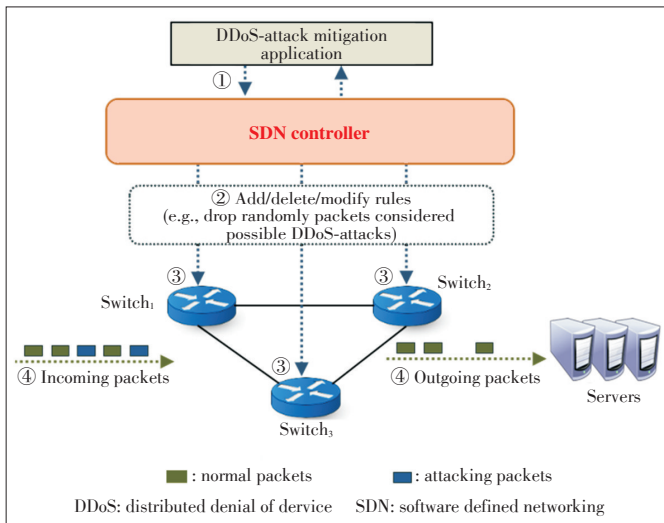 DDoS-attack mitigation
application
①
SDN controller
② Add/delete/modify rules
(e.g., drop randomly packets considered
possible DDoS-attacks)
③
③
Switch₁
Switch₂
③
④ Incoming packets
④ Outgoing packets
Servers
Switch₃
: normal packets
: attacking packets
DDoS: distributed denial of dervice
SDN: software defined networking